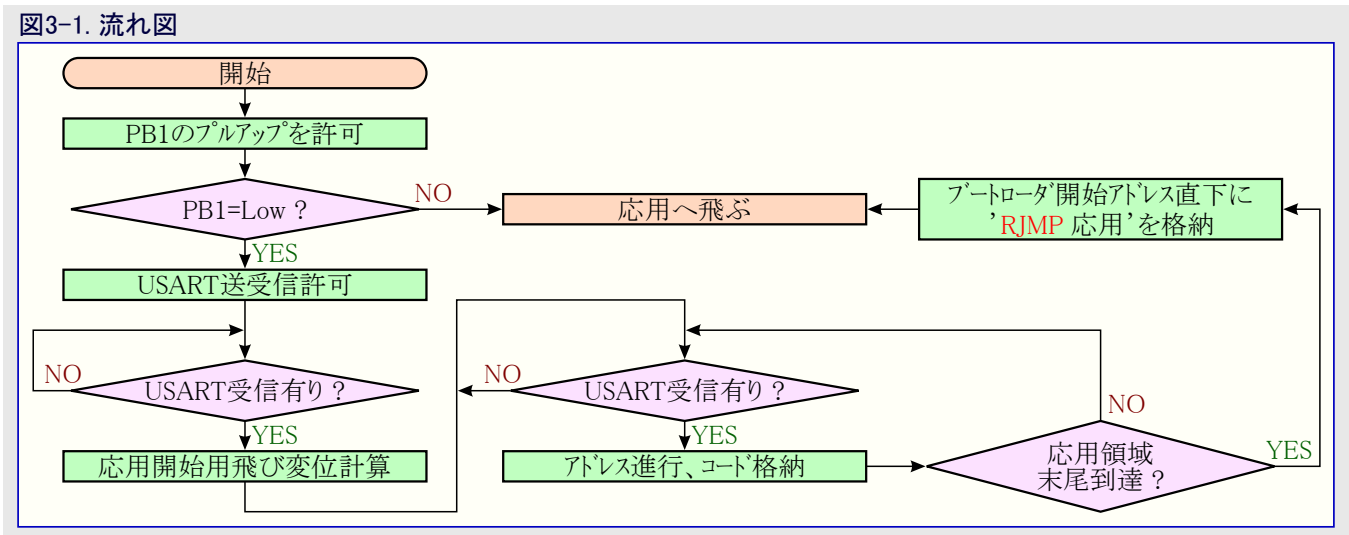 図3-1. 流れ図
開始
PB1のプルアップを許可
PB1=Low ?
NO
YES
応用へ飛ぶ
ブートローダ開始アドレス直下に
'RJMP 応用'を格納
USART送受信許可
USART受信有り ?
NO
YES
応用開始用飛び変位計算
USART受信有り ?
NO
YES
アドレス進行、コード格納
応用領域
末尾到達 ?
NO
YES